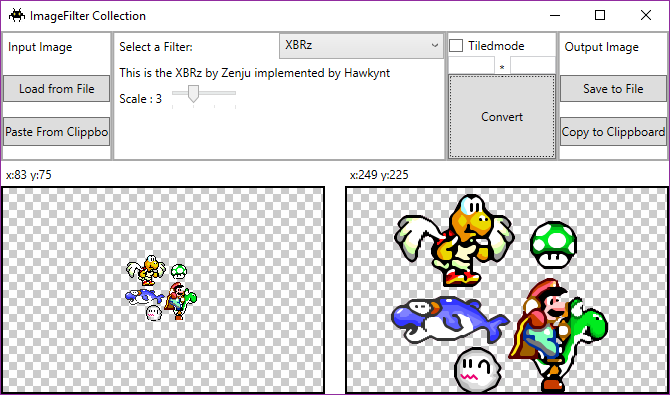 ImageFilter Collection
Input Image
Load from File
Paste From Clippbo
Select a Filter:
XBRz
This is the XBRz by Zenju implemented by Hawkynt
Scale : 3
Tiledmode
*
Convert
Output Image
Save to File
Copy to Clippboard
x:83 y:75
x:249 y:225